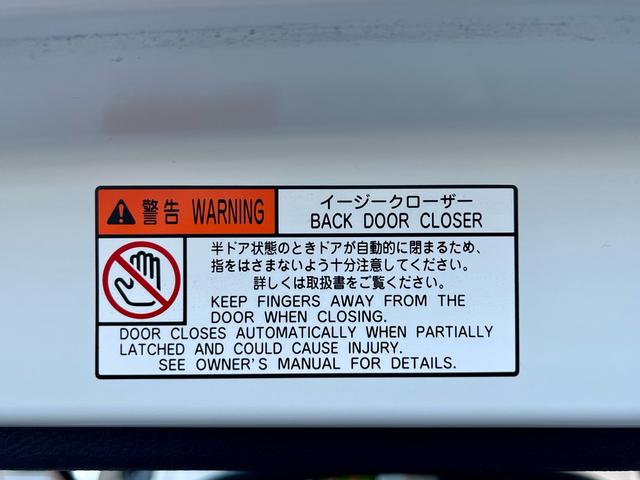 警告 WARNING
イージークローザー
BACK DOOR CLOSER
半ドア状態のときドアが自動的に閉まるため、
指をはさまないよう十分注意してください。
詳しくは取扱書をご覧ください。
KEEP FINGERS AWAY FROM THE
DOOR WHEN CLOSING.
DOOR CLOSES AUTOMATICALLY WHEN PARTIALLY
LATCHED AND COULD CAUSE INJURY.
SEE OWNER'S MANUAL FOR DETAILS.